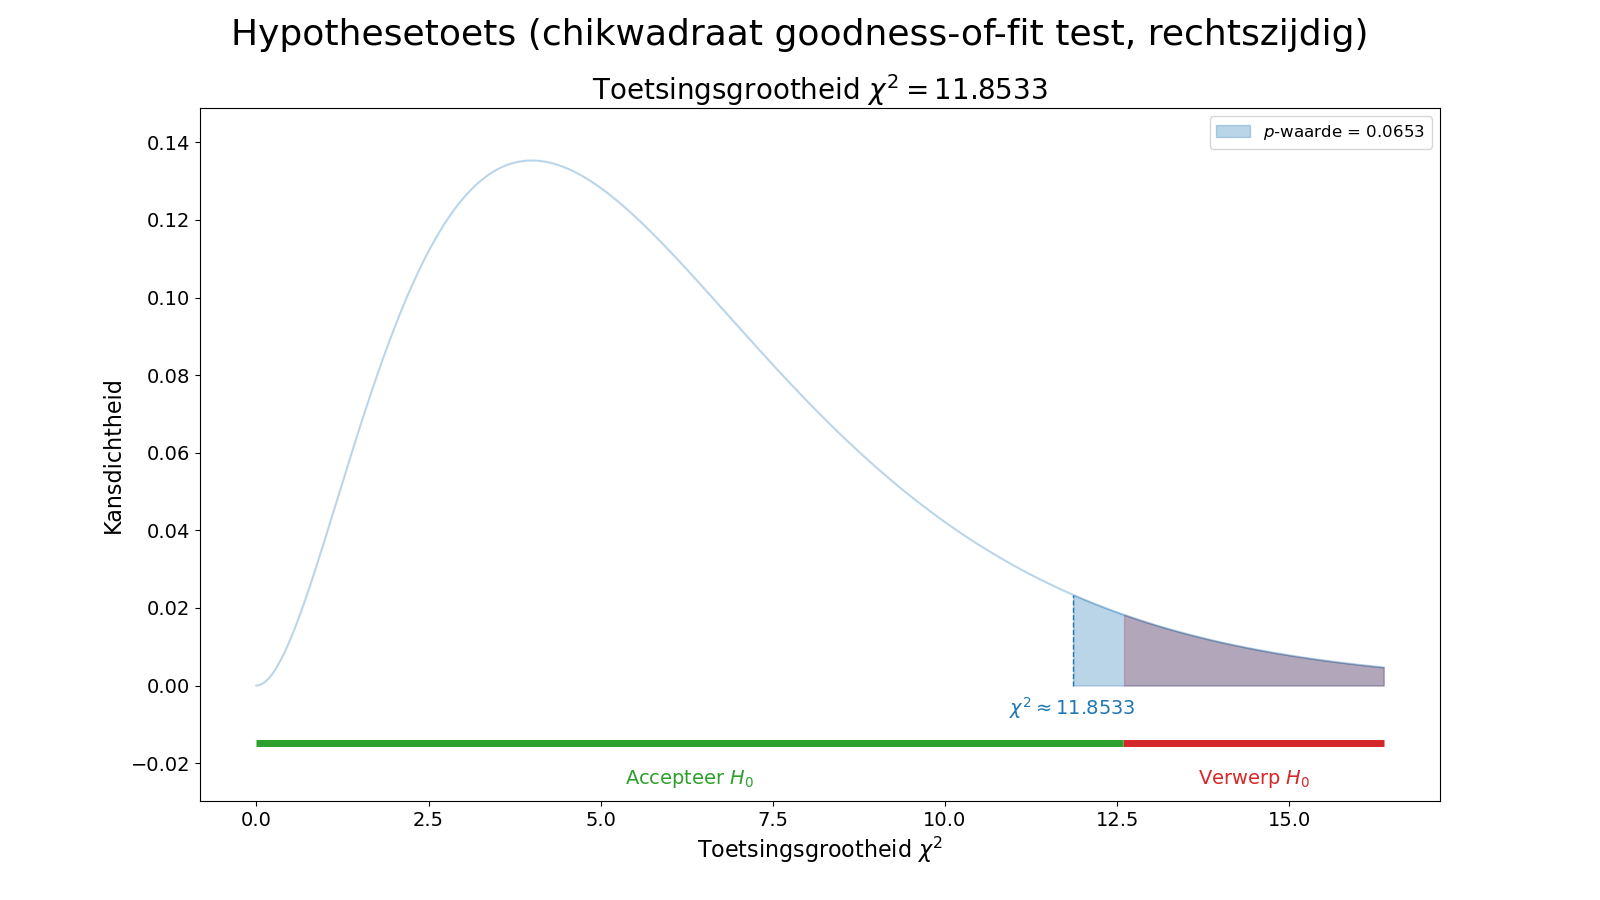 Hypothesetoets (chikwadraat goodness-of-fit test, rechtszijdig)
Toetsingsgrootheid χ² = 11.8533
p-waarde = 0.0653
0.14
0.12
0.10
0.08
0.06
0.04
0.02
0.00
−0.02
Kansdichtheid
χ² ≈ 11.8533
Accepteer H₀
Verwerp H₀
0.0 2.5 5.0 7.5 10.0 12.5 15.0
Toetsingsgrootheid χ²